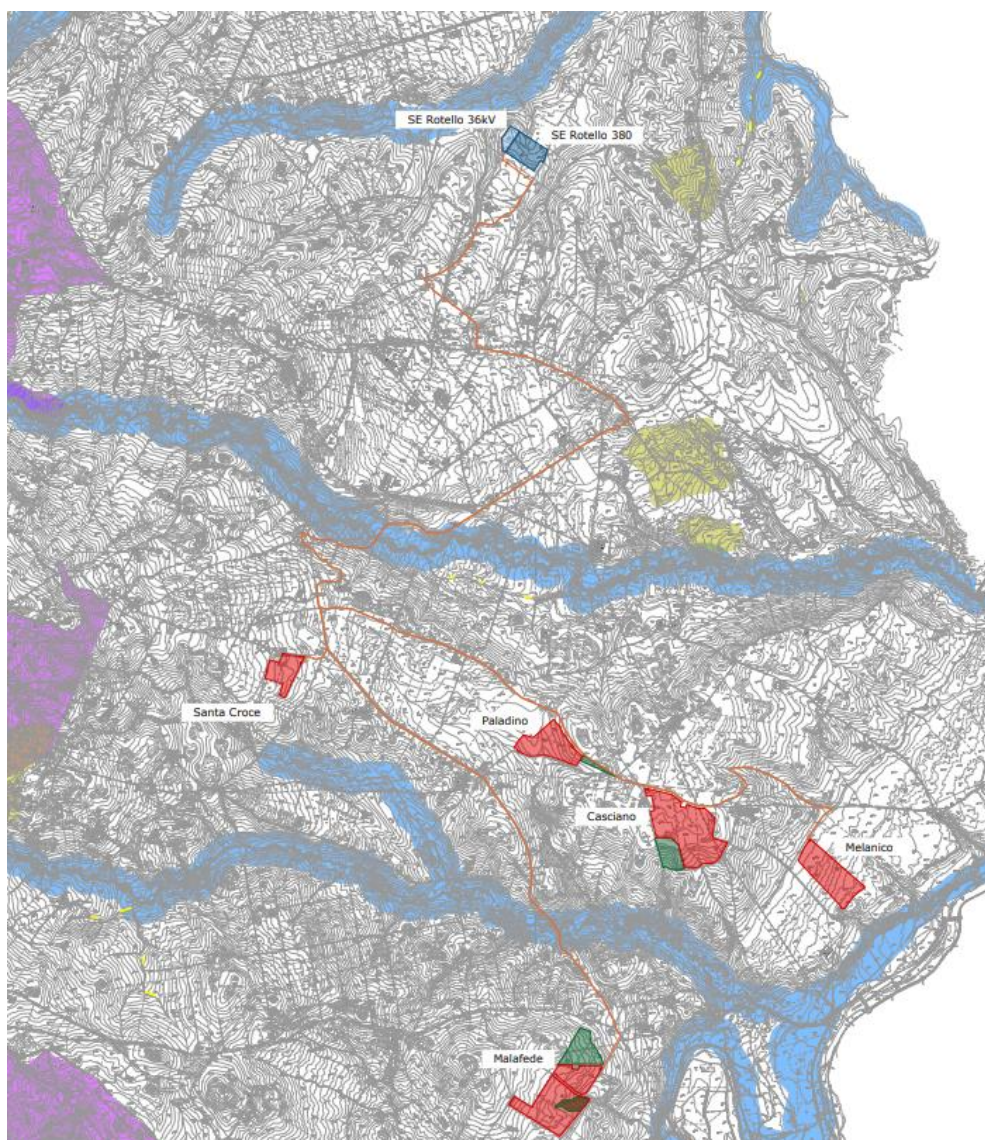 SE Rotello 36kV
SE Rotello 380
Santa Croce
Paladino
Casciano
Melanico
Malafede